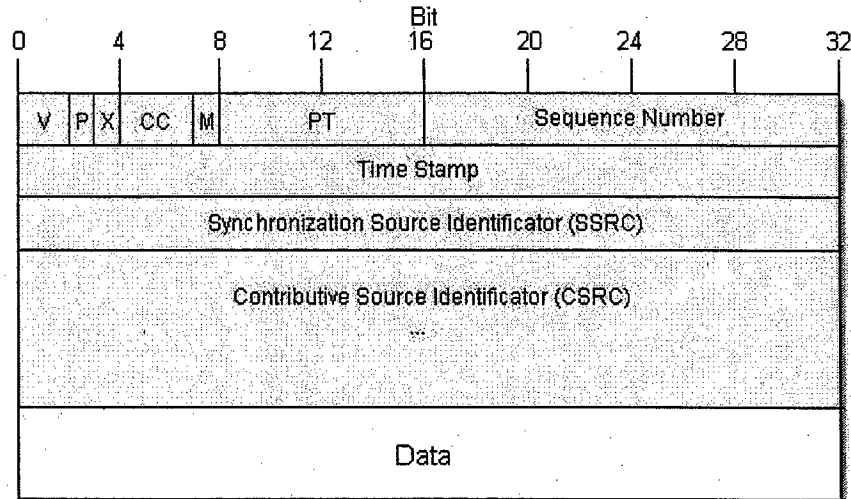 Bit
0 4 8 12 16 20 24 28 32
V P X CC M PT Sequence Number
Time Stamp
Synchronization Source Identificator (SSRC)
Contributive Source Identificator (CSRC)
...
Data